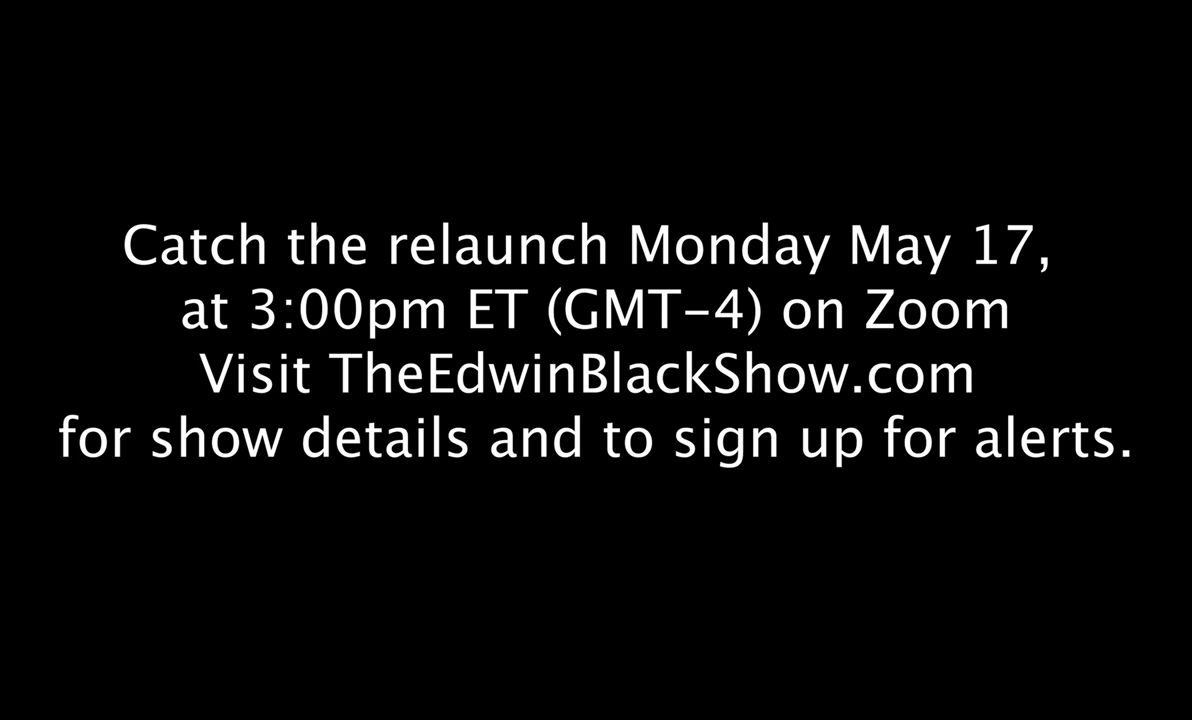 Catch the relaunch Monday May 17,
at 3:00pm ET (GMT-4) on Zoom
Visit TheEdwinBlackShow.com
for show details and to sign up for alerts.